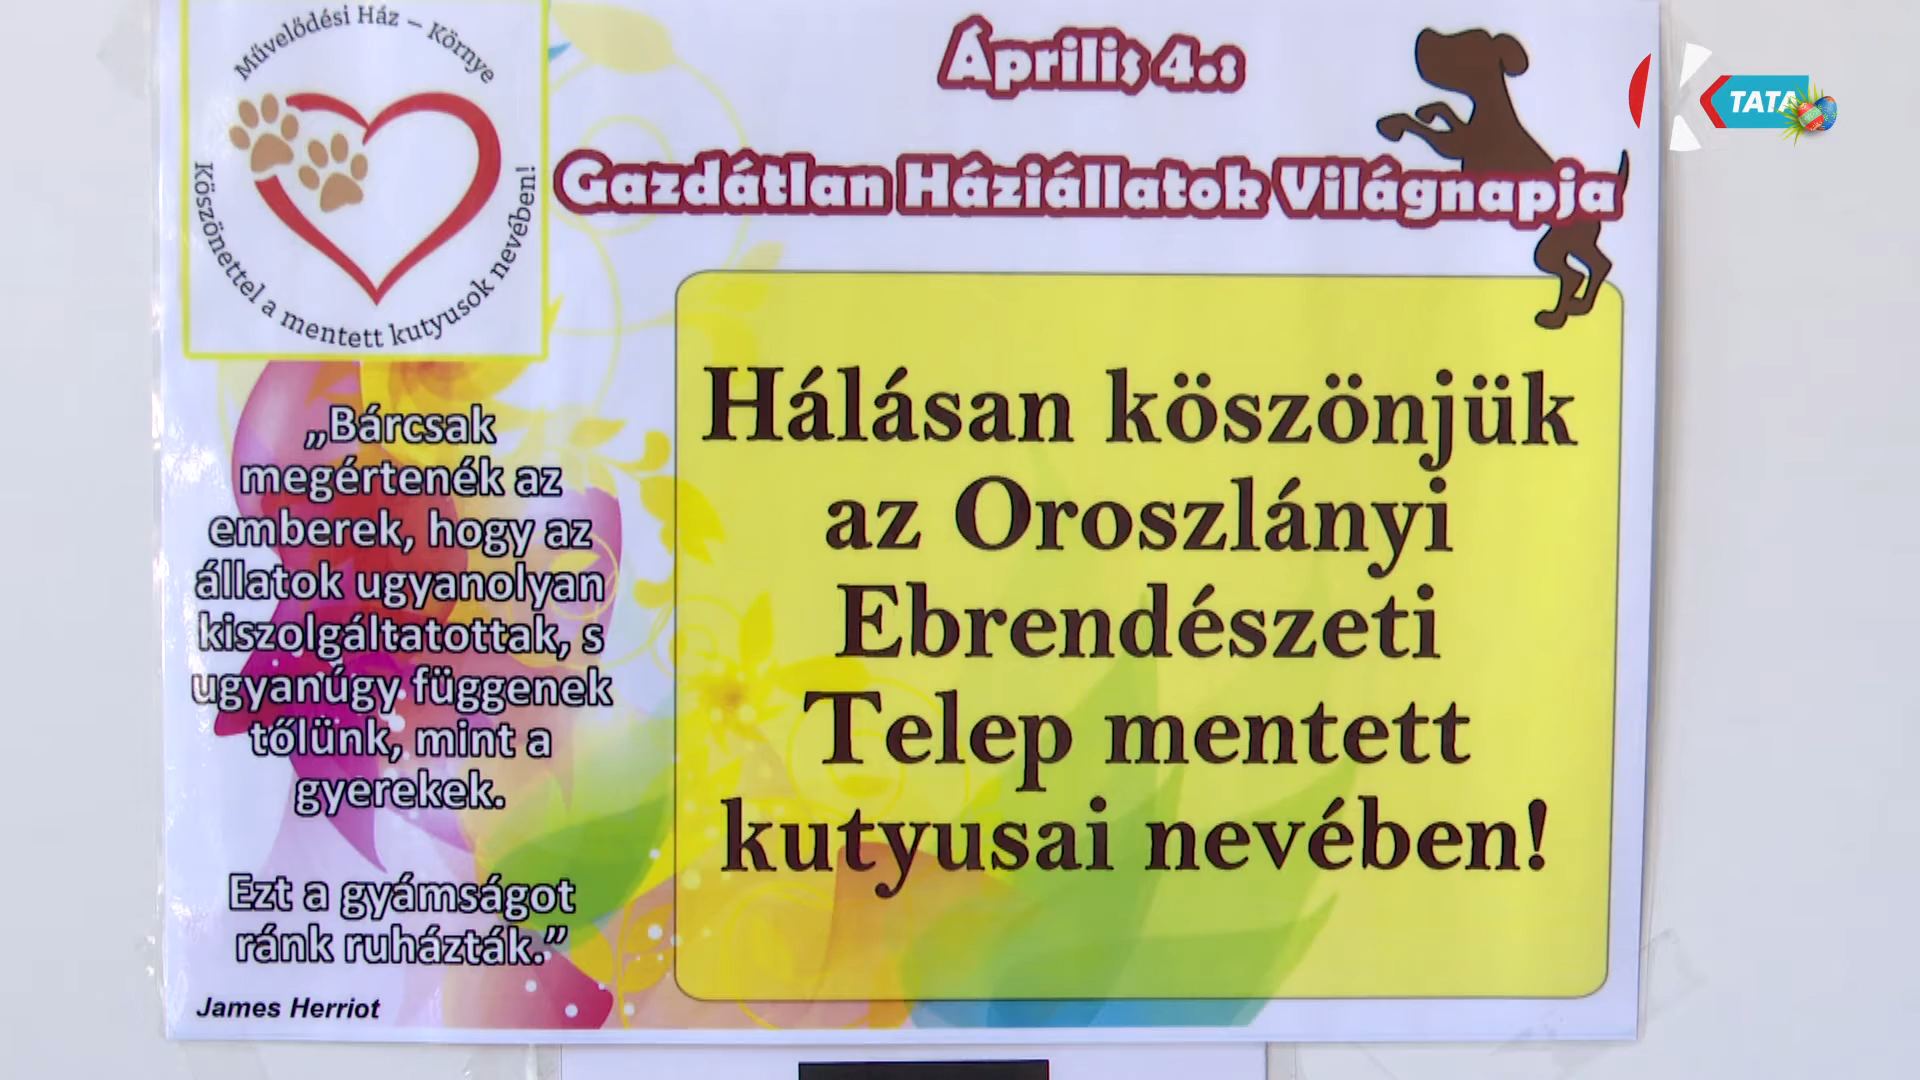 Művelődési Ház – Környe
Köszönettel a mentett kutyusok nevében!
Április 4.:
Gazdátlan Háziállatok Világnapja
TATA
„Bárcsak
megértenék az
emberek, hogy az
állatok ugyanolyan
kiszolgáltatottak, s
ugyanúgy függenek
tőlünk, mint a
gyerekek.
Ezt a gyámságot
ránk ruházták.”
James Herriot
Hálásan köszönjük
az Oroszlányi
Ebrendészeti
Telep mentett
kutyusai nevében!